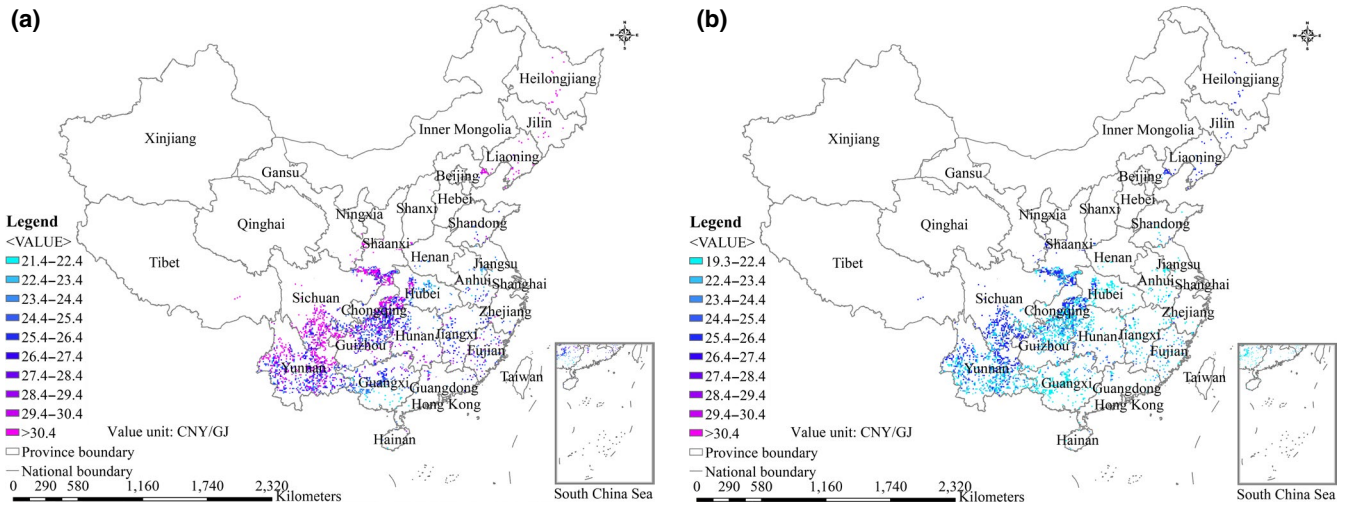 (a)
N
W E
S
Heilongjiang
Jilin
Inner Mongolia
Xinjiang
Liaoning
Gansu
Beijing
Hebei
Ningxia
Shanxi
Qinghai
Shandong
Shaanxi
Tibet
Henan
Jiangsu
Anhui
Shanghai
Sichuan
Hubei
Chongqing
Zhejiang
Hunan
Jiangxi
Guizhou
Fujian
Yunnan
Taiwan
Guangxi
Guangdong
Hong Kong
Hainan
Legend
<VALUE>
21.4–22.4
22.4–23.4
23.4–24.4
24.4–25.4
25.4–26.4
26.4–27.4
27.4–28.4
28.4–29.4
29.4–30.4
>30.4
Value unit: CNY/GJ
Province boundary
National boundary
0 290 580 1,160 1,740 2,320
Kilometers
South China Sea
(b)
N
W E
S
Heilongjiang
Jilin
Inner Mongolia
Xinjiang
Liaoning
Gansu
Beijing
Hebei
Ningxia
Shanxi
Qinghai
Shandong
Shaanxi
Tibet
Henan
Jiangsu
Anhui
Shanghai
Sichuan
Hubei
Chongqing
Zhejiang
Hunan
Jiangxi
Guizhou
Fujian
Yunnan
Taiwan
Guangxi
Guangdong
Hong Kong
Hainan
Legend
<VALUE>
19.3–22.4
22.4–23.4
23.4–24.4
24.4–25.4
25.4–26.4
26.4–27.4
27.4–28.4
28.4–29.4
29.4–30.4
>30.4
Value unit: CNY/GJ
Province boundary
National boundary
0 290 580 1,160 1,740 2,320
Kilometers
South China Sea